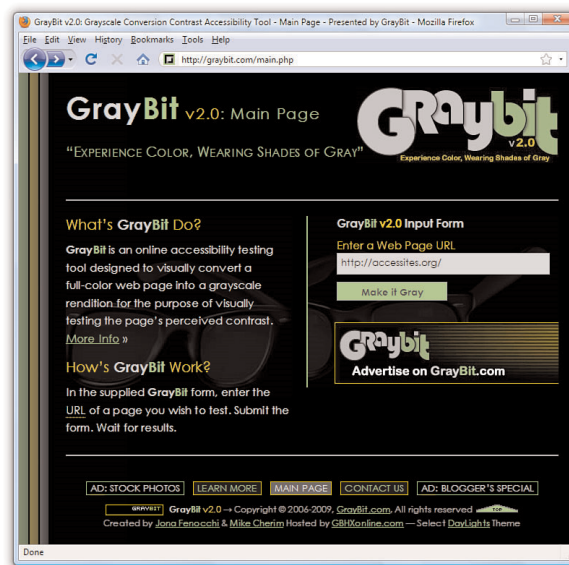 GrayBit v2.0: Grayscale Conversion Contrast Accessibility Tool - Main Page - Presented by GrayBit - Mozilla Firefox
File Edit View History Bookmarks Tools Help
http://graybit.com/main.php
GrayBit v2.0: Main Page
"Experience Color, Wearing Shades of Gray"
GRaybit
v2.0
Experience Color, Wearing Shades of Gray
What's GrayBit Do?
GrayBit is an online accessibility testing
tool designed to visually convert a
full-color web page into a grayscale
rendition for the purpose of visually
testing the page's perceived contrast.
More Info »
How's GrayBit Work?
In the supplied GrayBit form, enter the
URL of a page you wish to test. Submit the
form. Wait for results.
GrayBit v2.0 Input Form
Enter a Web Page URL
http://accessites.org/
Make it Gray
GRaybit
Advertise on GrayBit.com
AD: STOCK PHOTOS LEARN MORE MAIN PAGE CONTACT US AD: BLOGGER'S SPECIAL
GRAYBIT GrayBit v2.0 → Copyright © 2006-2009, GrayBit.com, All rights reserved TOP
Created by Jona Fenocchi & Mike Cherim Hosted by GBHXonline.com — Select DayLights Theme
Done